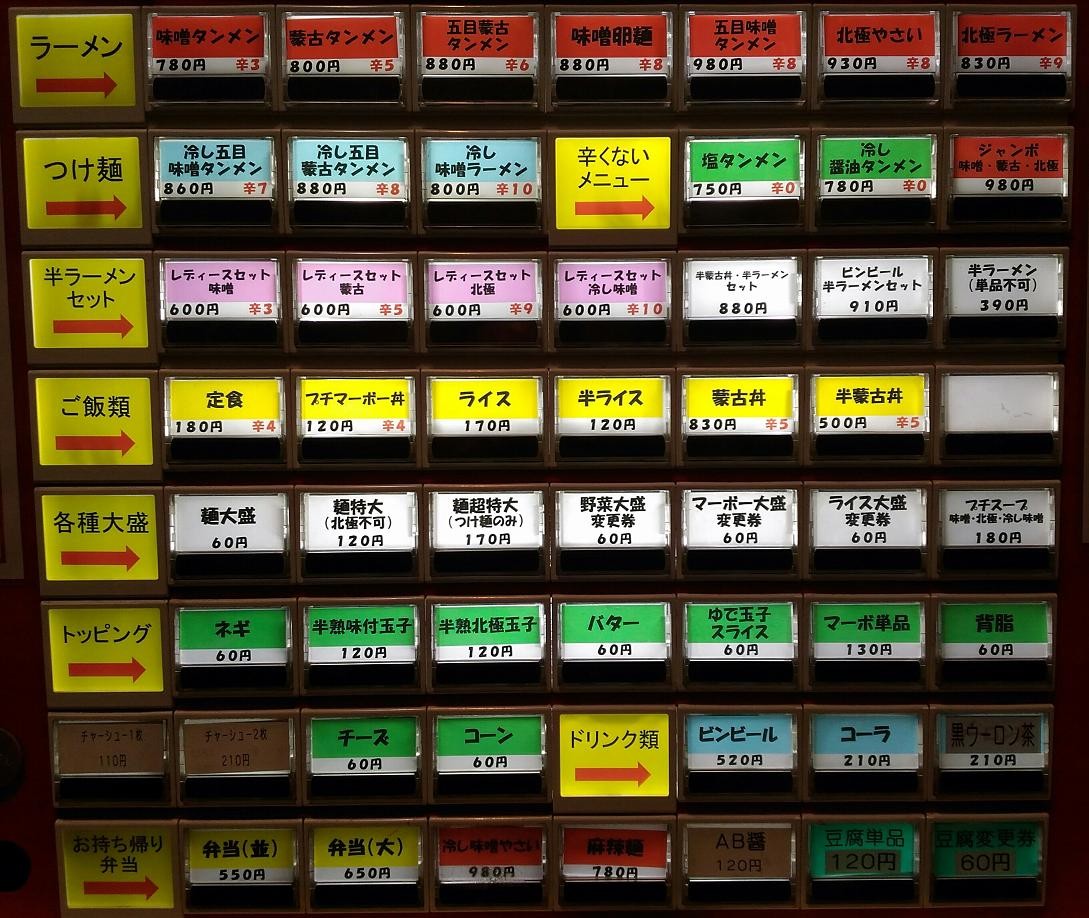 ラーメン
味噌タンメン
780円 辛3
蒙古タンメン
800円 辛5
五目蒙古
タンメン
880円 辛6
味噌卵麺
880円 辛8
五目味噌
タンメン
980円 辛8
北極やさい
930円 辛8
北極ラーメン
830円 辛9
つけ麺
冷し五目
味噌タンメン
860円 辛7
冷し五目
蒙古タンメン
880円 辛8
冷し
味噌ラーメン
800円 辛10
辛くない
メニュー
塩タンメン
750円 辛0
冷し
醤油タンメン
780円 辛0
ジャンボ
味噌・蒙古・北極
980円
半ラーメン
セット
レディースセット
味噌
600円 辛3
レディースセット
蒙古
600円 辛5
レディースセット
北極
600円 辛9
レディースセット
冷し味噌
600円 辛10
半蒙古丼・半ラーメン
セット
880円
ビンビール
半ラーメンセット
910円
半ラーメン
(単品不可)
390円
ご飯類
定食
180円 辛4
プチマーボー丼
120円 辛4
ライス
170円
半ライス
120円
蒙古丼
830円 辛5
半蒙古丼
500円 辛5
各種大盛
麺大盛
60円
麺特大
(北極不可)
120円
麺超特大
(つけ麺のみ)
170円
野菜大盛
変更券
60円
マーボー大盛
変更券
60円
ライス大盛
変更券
60円
プチスープ
味噌・北極・冷し味噌
180円
トッピング
ネギ
60円
半熟味付玉子
120円
半熟北極玉子
120円
バター
60円
ゆで玉子
スライス
60円
マーボ単品
130円
背脂
60円
チャーシュー1枚
110円
チャーシュー2枚
210円
チーズ
60円
コーン
60円
ドリンク類
ビンビール
520円
コーラ
210円
黒ウーロン茶
210円
お持ち帰り
弁当
弁当(並)
550円
弁当(大)
650円
冷し味噌やさい
980円
麻辣麺
780円
AB醤
120円
豆腐単品
120円
豆腐変更券
60円